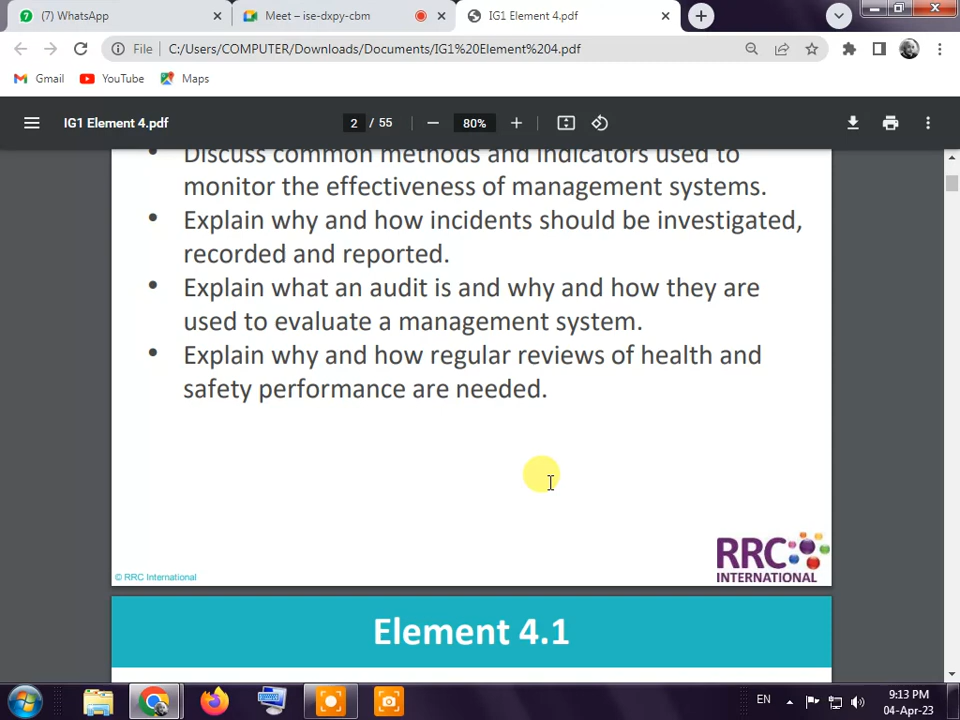 (7) WhatsApp
Meet – ise-dxpy-cbm
IG1 Element 4.pdf
File
C:/Users/COMPUTER/Downloads/Documents/IG1%20Element%204.pdf
Gmail
YouTube
Maps
IG1 Element 4.pdf
2 / 55
80%
• Discuss common methods and indicators used to
monitor the effectiveness of management systems.
• Explain why and how incidents should be investigated,
recorded and reported.
• Explain what an audit is and why and how they are
used to evaluate a management system.
• Explain why and how regular reviews of health and
safety performance are needed.
© RRC International
RRC
INTERNATIONAL
Element 4.1
EN
9:13 PM
04-Apr-23